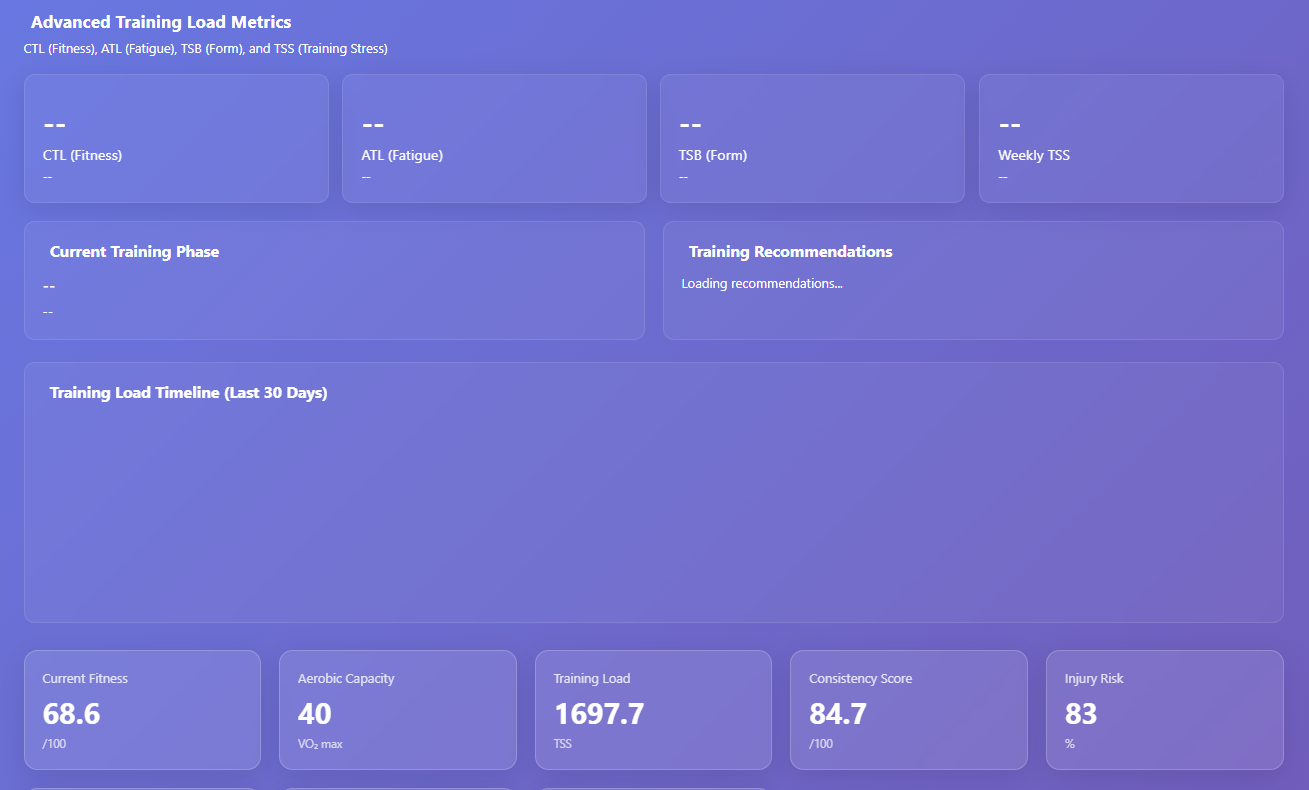 Advanced Training Load Metrics
CTL (Fitness), ATL (Fatigue), TSB (Form), and TSS (Training Stress)
--
CTL (Fitness)
--
--
ATL (Fatigue)
--
--
TSB (Form)
--
--
Weekly TSS
--
Current Training Phase
--
--
Training Recommendations
Loading recommendations...
Training Load Timeline (Last 30 Days)
Current Fitness
68.6
/100
Aerobic Capacity
40
VO₂ max
Training Load
1697.7
TSS
Consistency Score
84.7
/100
Injury Risk
83
%